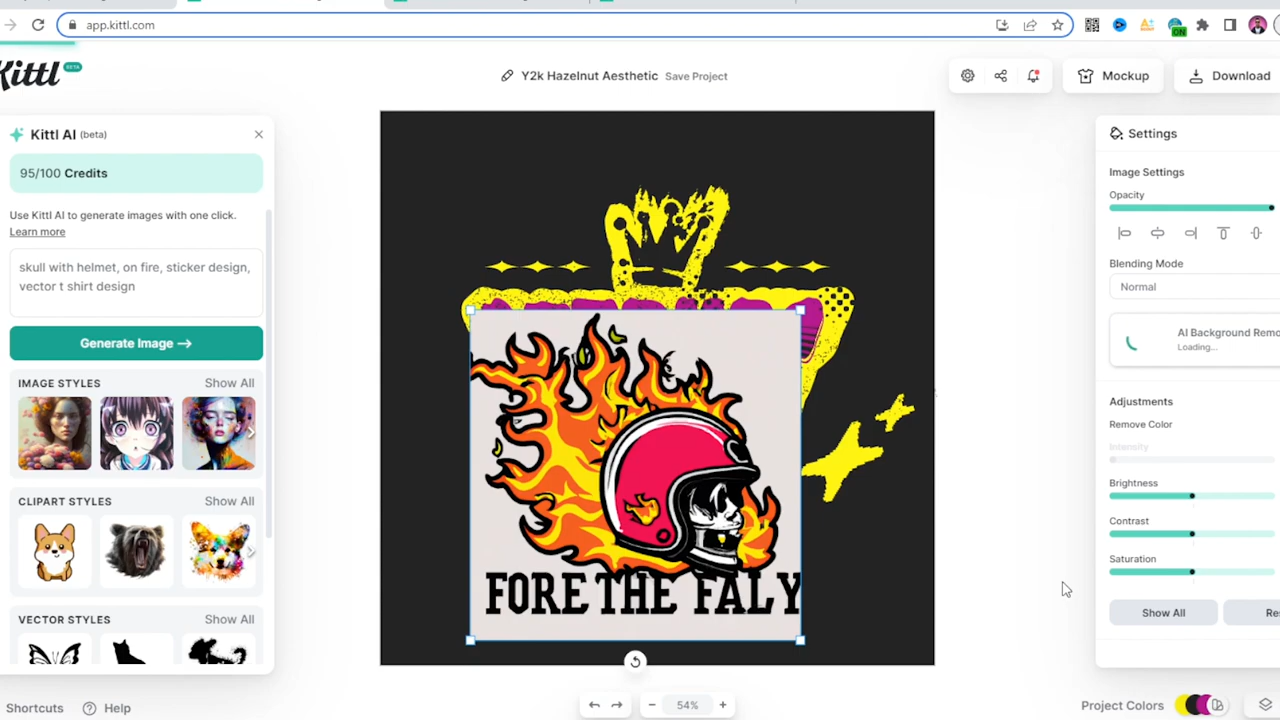 app.kittl.com
ON
Kittl BETA
Y2k Hazelnut Aesthetic Save Project
Mockup
Download
Kittl AI (beta)
95/100 Credits
Use Kittl AI to generate images with one click.
Learn more
skull with helmet, on fire, sticker design,
vector t shirt design
Generate Image →
IMAGE STYLES Show All
CLIPART STYLES Show All
VECTOR STYLES Show All
FORE THE FALY
Settings
Image Settings
Opacity
Blending Mode
Normal
AI Background Remo
Loading...
Adjustments
Remove Color
Intensity
Brightness
Contrast
Saturation
Show All
Res
Shortcuts
Help
54%
Project Colors